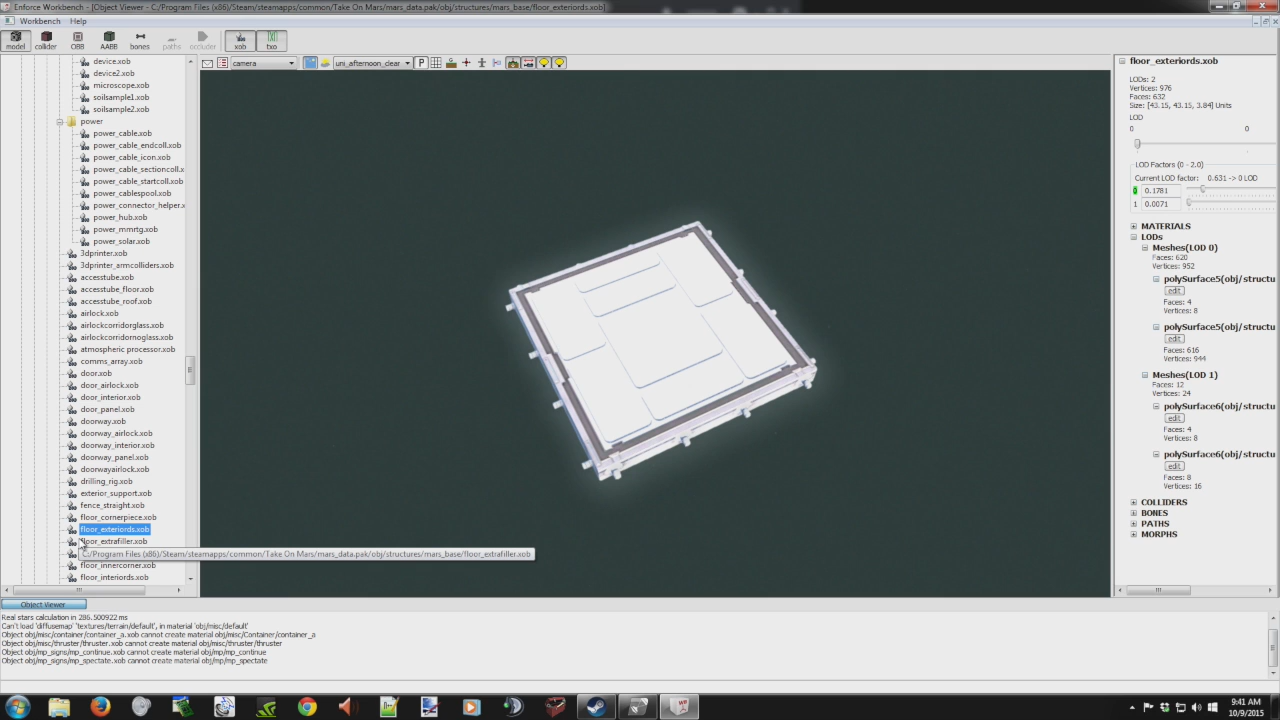 Enforce Workbench - [Object Viewer - C:/Program Files (x86)/Steam/steamapps/common/Take On Mars/mars_data.pak/obj/structures/mars_base/floor_exteriords.xob]
Workbench Help
model collider OBB AABB bones paths occluder xob txo
camera uni_afternoon_clear P
device.xob
device2.xob
microscope.xob
soilsample1.xob
soilsample2.xob
power
power_cable.xob
power_cable_endcoll.xob
power_cable_icon.xob
power_cable_sectioncoll.x
power_cable_startcoll.xob
power_cablespool.xob
power_connector_helper.x
power_hub.xob
power_mmrtg.xob
power_solar.xob
3dprinter.xob
3dprinter_armcolliders.xob
accesstube.xob
accesstube_floor.xob
accesstube_roof.xob
airlock.xob
airlockcorridorglass.xob
airlockcorridornoglass.xob
atmospheric processor.xob
comms_array.xob
door.xob
door_airlock.xob
door_interior.xob
door_panel.xob
doorway.xob
doorway_airlock.xob
doorway_interior.xob
doorway_panel.xob
doorwayairlock.xob
drilling_rig.xob
exterior_support.xob
fence_straight.xob
floor_cornerpiece.xob
floor_exteriords.xob
floor_extrafiller.xob
C:/Program Files (x86)/Steam/steamapps/common/Take On Mars/mars_data.pak/obj/structures/mars_base/floor_extrafiller.xob
floor_innercorner.xob
floor_interiords.xob
floor_exteriords.xob
LODs: 2
Vertices: 976
Faces: 632
Size: [43.15, 43.15, 3.84] Units
LOD
0 0
LOD Factors (0 - 2.0)
Current LOD factor: 0.631 -> 0 LOD
0 0.1781
1 0.0071
MATERIALS
LODs
Meshes(LOD 0)
Faces: 620
Vertices: 952
polySurface5(obj/structu
edit
Faces: 4
Vertices: 8
polySurface5(obj/structu
edit
Faces: 616
Vertices: 944
Meshes(LOD 1)
Faces: 12
Vertices: 24
polySurface6(obj/structu
edit
Faces: 4
Vertices: 8
polySurface6(obj/structu
edit
Faces: 8
Vertices: 16
COLLIDERS
BONES
PATHS
MORPHS
Object Viewer
Real stars calculation in 286.500922 ms
Can't load 'diffusemap' 'textures/terrain/default', in material 'obj/misc/default'
Object obj/misc/container/container_a.xob cannot create material obj/misc/Container/container_a
Object obj/misc/thruster/thruster.xob cannot create material obj/misc/thruster/thruster
Object obj/mp_signs/mp_continue.xob cannot create material obj/mp/mp_continue
Object obj/mp_signs/mp_spectate.xob cannot create material obj/mp/mp_spectate
9:41 AM
10/9/2015